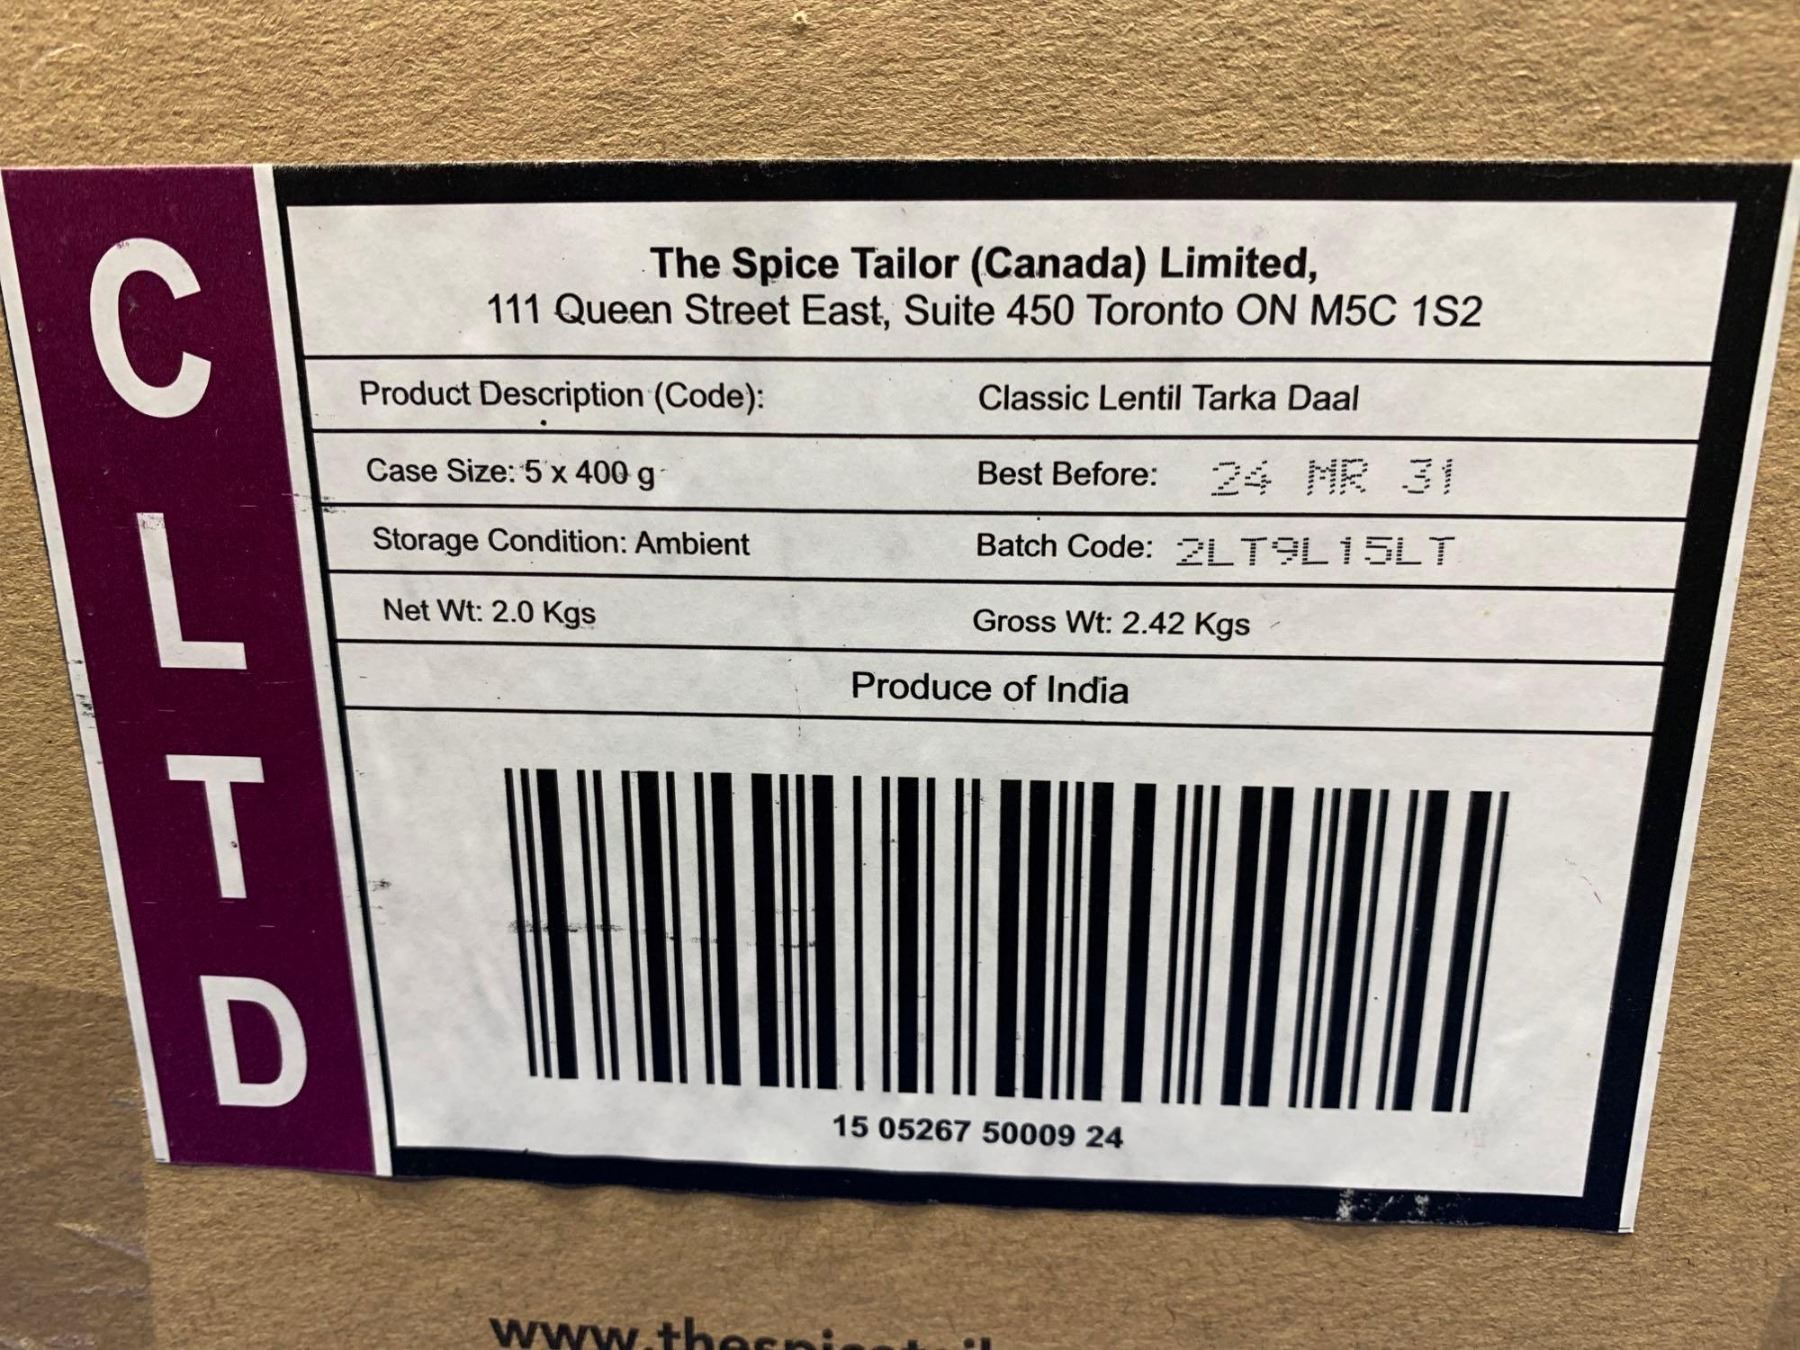 C
L
T
D
The Spice Tailor (Canada) Limited,
111 Queen Street East, Suite 450 Toronto ON M5C 1S2
Product Description (Code): Classic Lentil Tarka Daal
Case Size: 5 x 400 g Best Before: 24 MR 31
Storage Condition: Ambient Batch Code: 2LT9L15LT
Net Wt: 2.0 Kgs Gross Wt: 2.42 Kgs
Produce of India
15 05267 50009 24